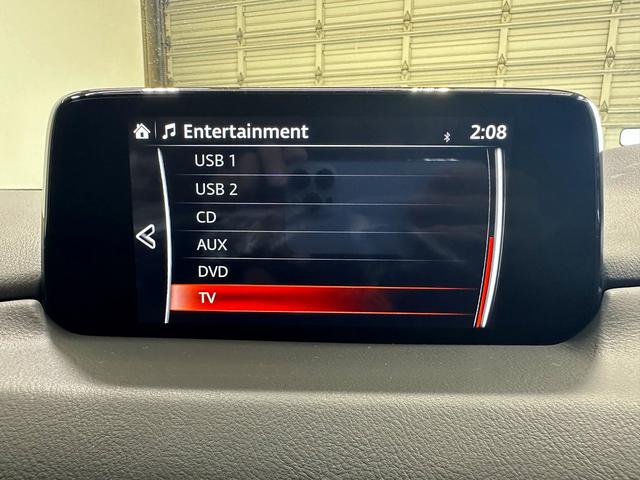 Entertainment 2:08
USB 1
USB 2
CD
AUX
DVD
TV